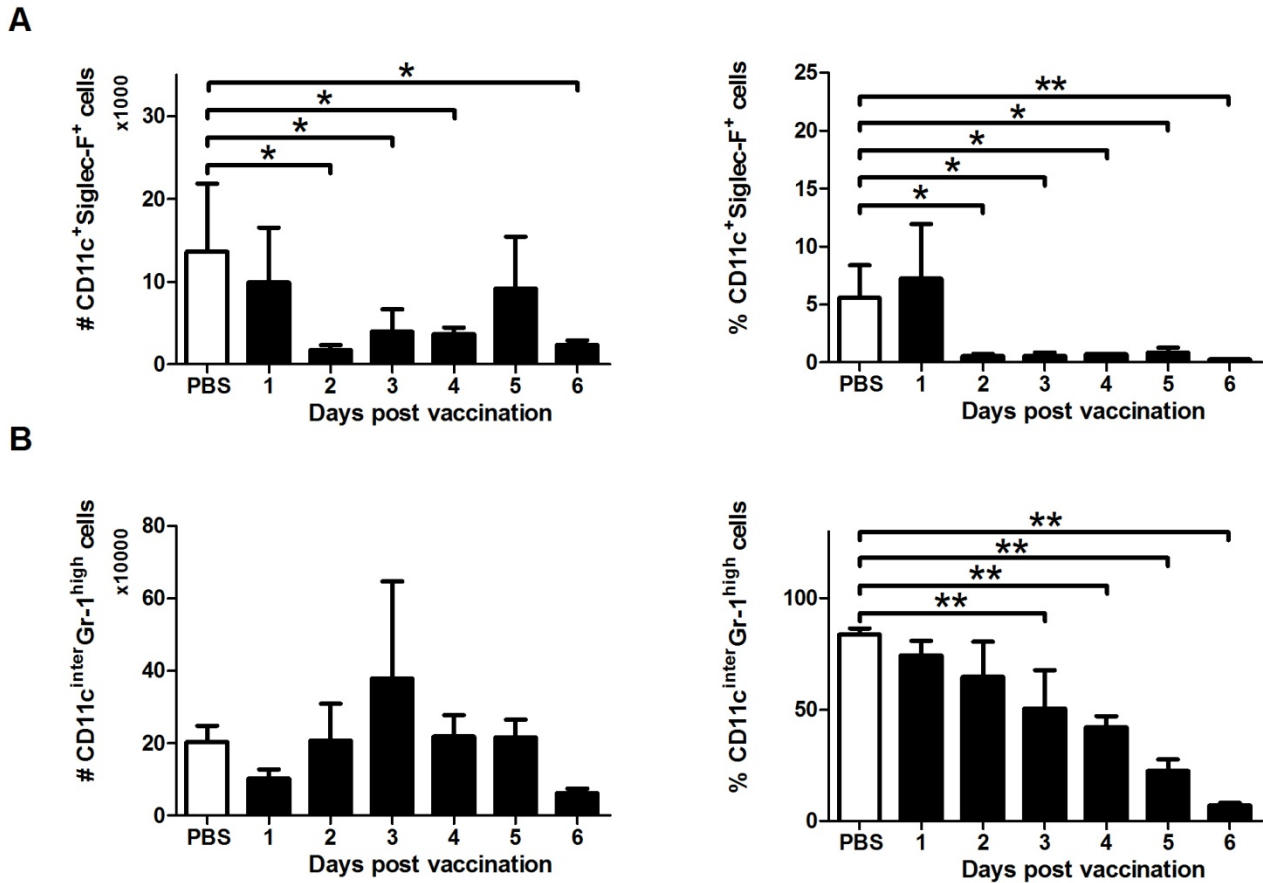 A
# CD11c⁺Siglec-F⁺ cells
x1000
30
20
10
0
*
*
*
*
PBS 1 2 3 4 5 6
Days post vaccination
% CD11c⁺Siglec-F⁺ cells
25
20
15
10
5
0
**
*
*
*
*
PBS 1 2 3 4 5 6
Days post vaccination
B
# CD11cⁱⁿᵗᵉʳGr-1ʰⁱᵍʰ cells
x10000
80
60
40
20
0
PBS 1 2 3 4 5 6
Days post vaccination
% CD11cⁱⁿᵗᵉʳGr-1ʰⁱᵍʰ cells
100
50
0
**
**
**
**
PBS 1 2 3 4 5 6
Days post vaccination